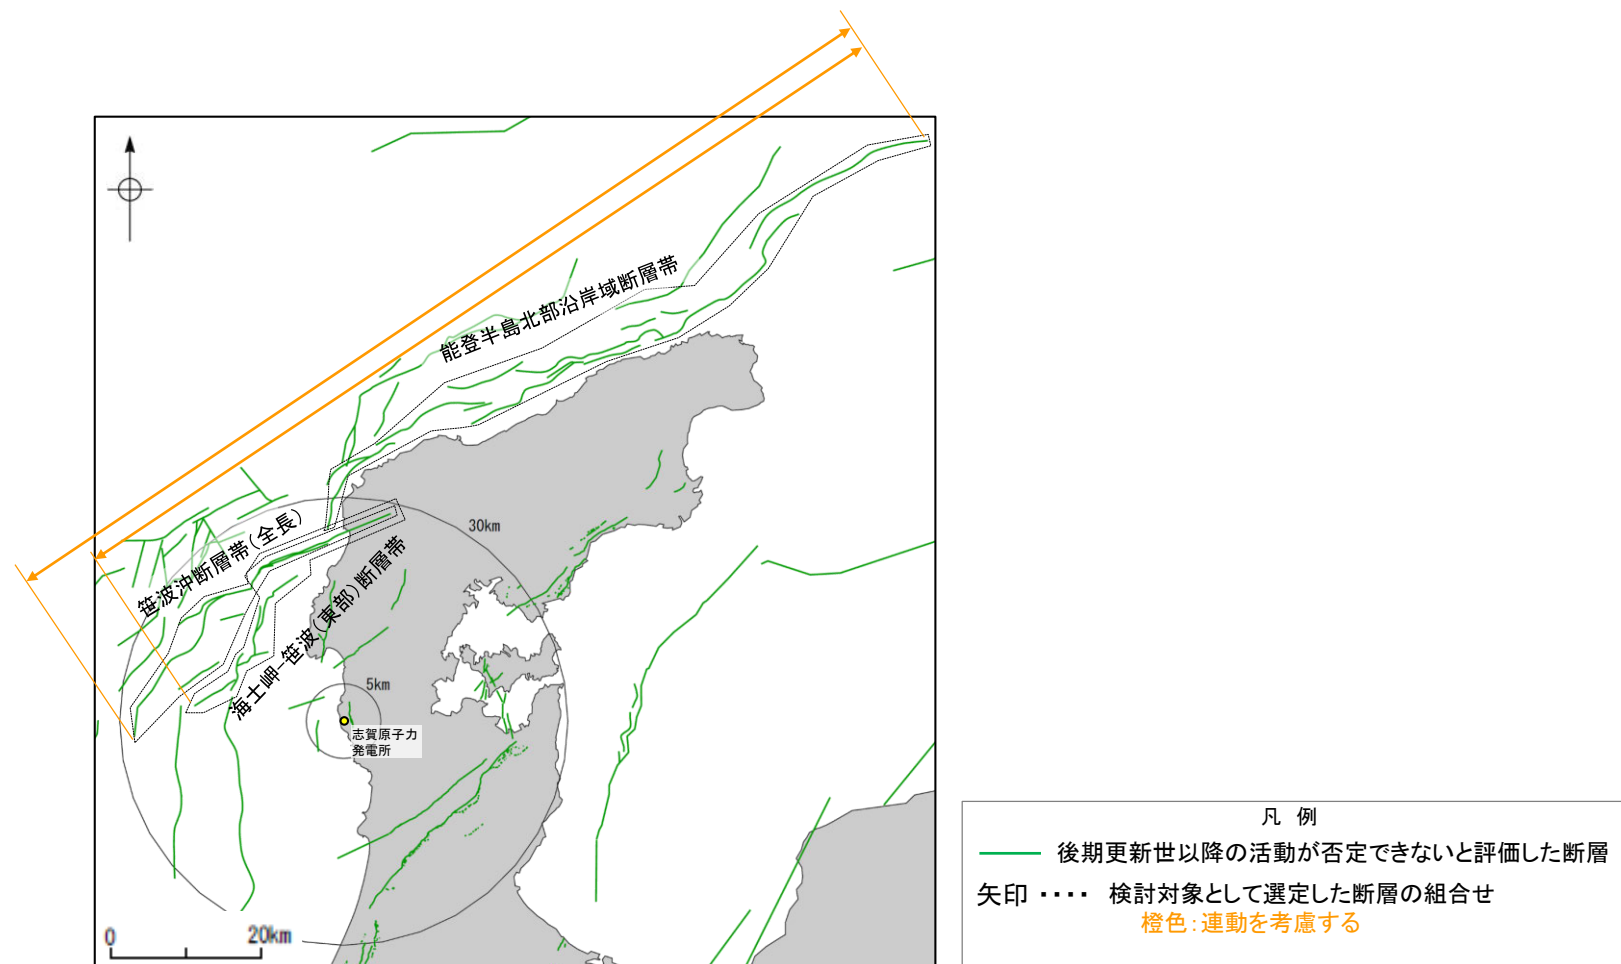 能登半島北部沿岸域断層帯
笹波沖断層帯(全長)
海士岬-笹波(東部)断層帯
30km
5km
志賀原子力
発電所
0 20km
凡 例
後期更新世以降の活動が否定できないと評価した断層
矢印 ････ 検討対象として選定した断層の組合せ
橙色:連動を考慮する